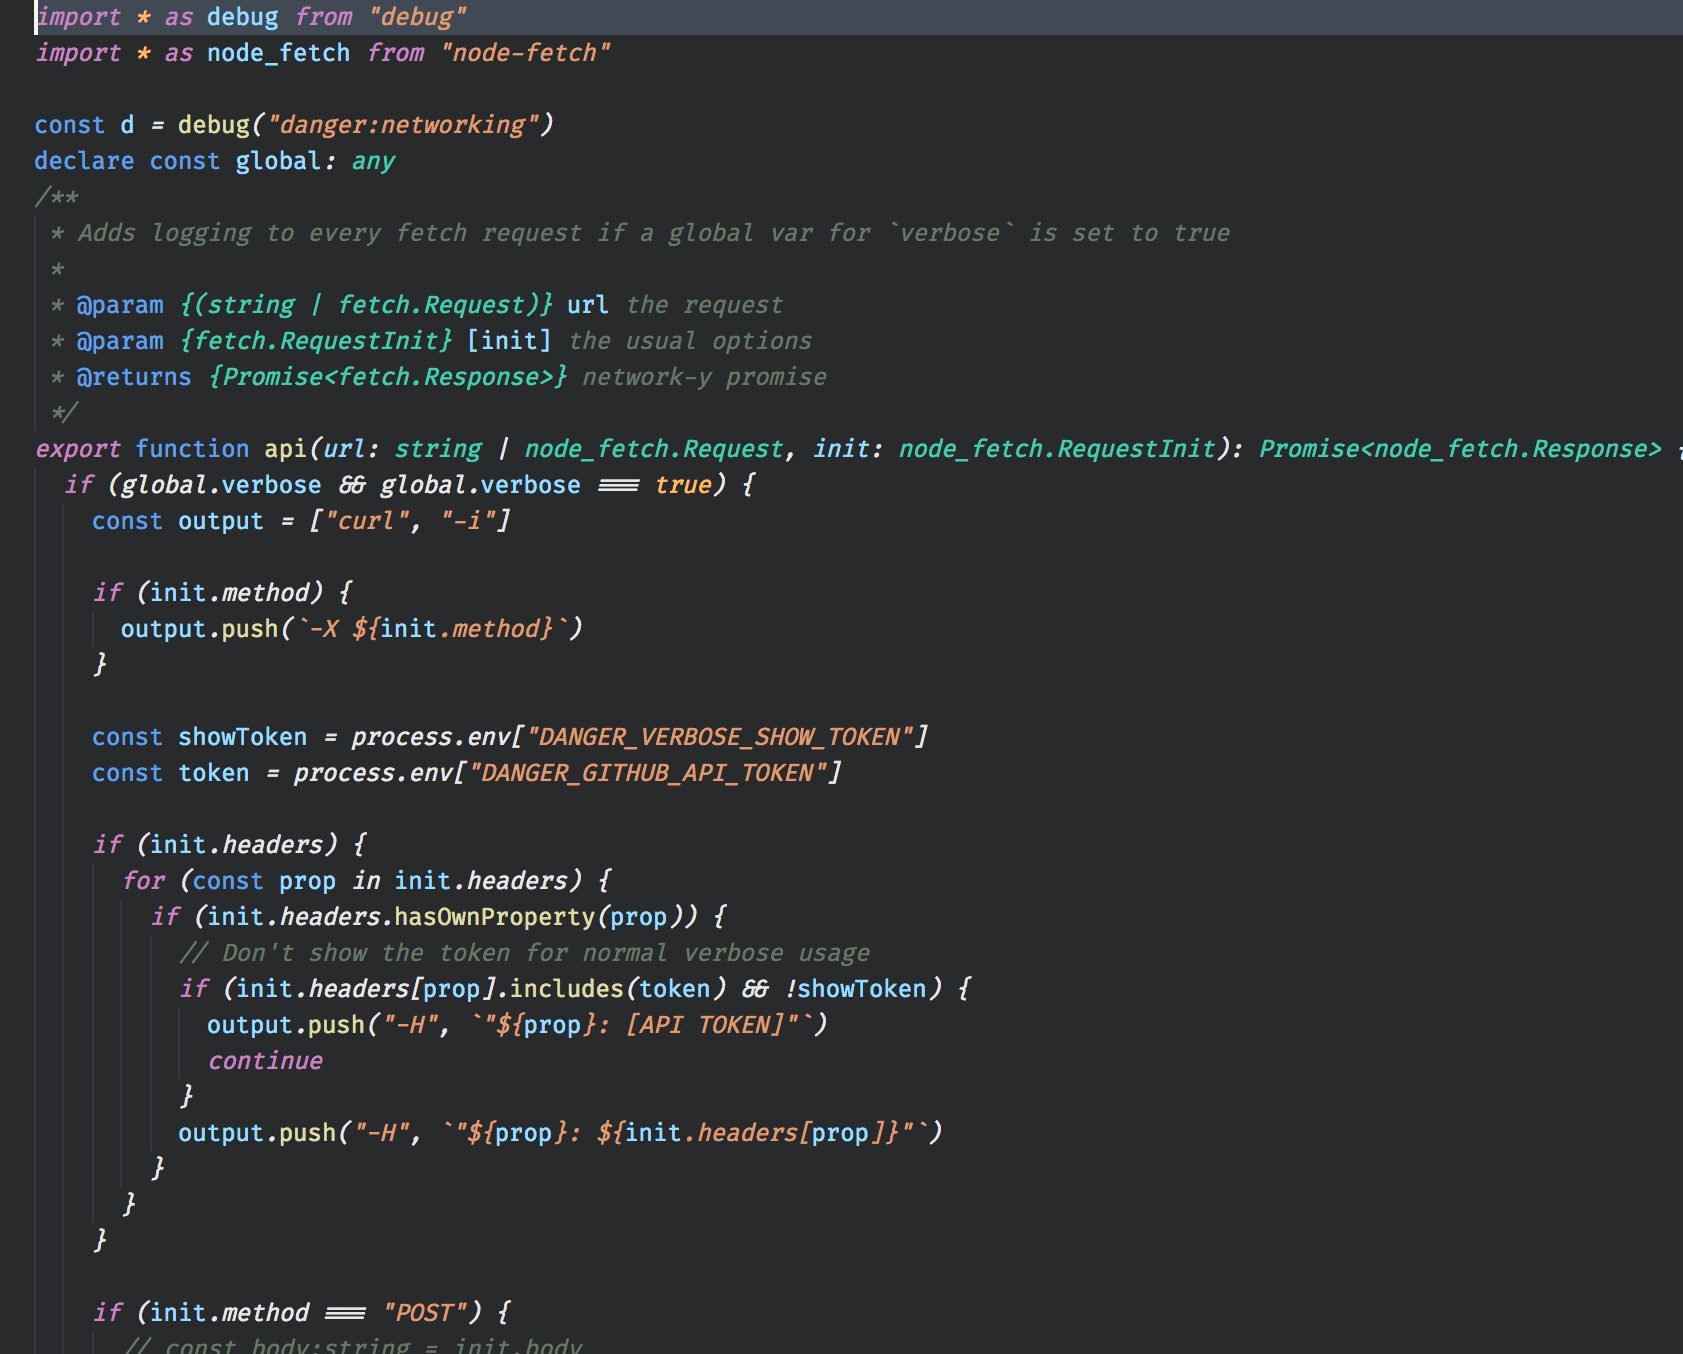 import * as debug from "debug"
import * as node_fetch from "node-fetch"
const d = debug("danger:networking")
declare const global: any
/**
* Adds logging to every fetch request if a global var for `verbose` is set to true
*
* @param {(string | fetch.Request)} url the request
* @param {fetch.RequestInit} [init] the usual options
* @returns {Promise<fetch.Response>} network-y promise
*/
export function api(url: string | node_fetch.Request, init: node_fetch.RequestInit): Promise<node_fetch.Response> {
if (global.verbose && global.verbose === true) {
const output = ["curl", "-i"]
if (init.method) {
output.push(`-X ${init.method}`)
}
const showToken = process.env["DANGER_VERBOSE_SHOW_TOKEN"]
const token = process.env["DANGER_GITHUB_API_TOKEN"]
if (init.headers) {
for (const prop in init.headers) {
if (init.headers.hasOwnProperty(prop)) {
// Don't show the token for normal verbose usage
if (init.headers[prop].includes(token) && !showToken) {
output.push("-H", `"${prop}: [API TOKEN]"`)
continue
}
output.push("-H", `"${prop}: ${init.headers[prop]}"`)
}
}
}
if (init.method === "POST") {
// const body:string = init.body